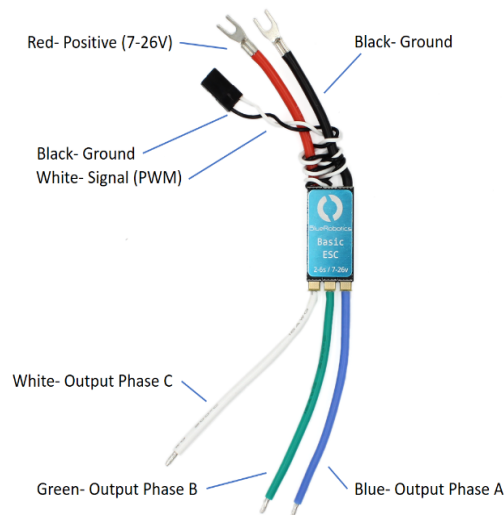 Red- Positive (7-26V)
Black- Ground
Black- Ground
White- Signal (PWM)
BlueRobotics
Basic
ESC
2-6s / 7-26v
White- Output Phase C
Green- Output Phase B
Blue- Output Phase A